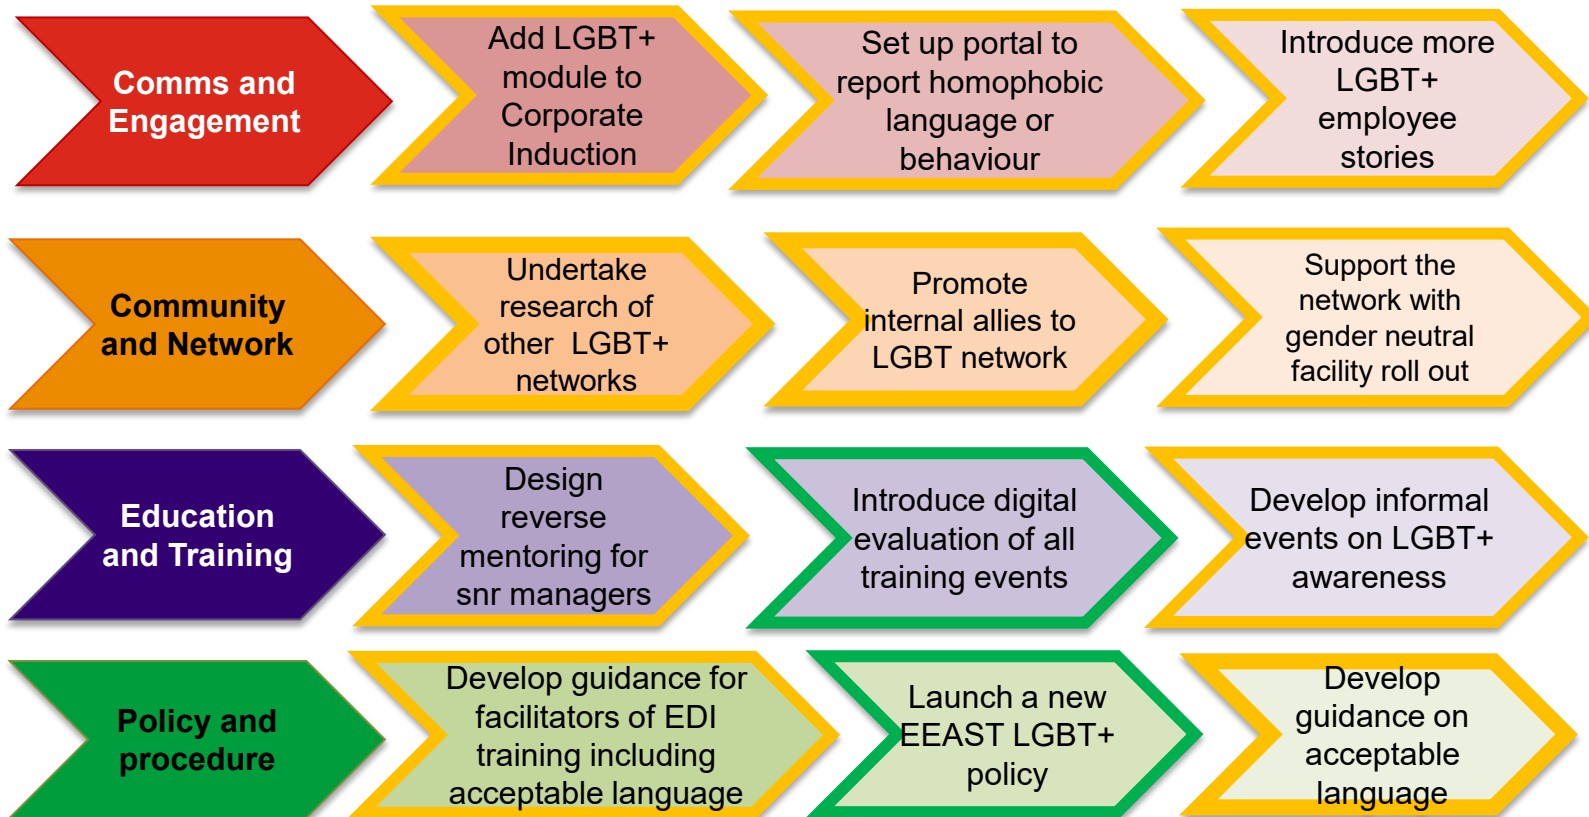 Comms and
Engagement
Add LGBT+
module to
Corporate
Induction
Set up portal to
report homophobic
language or
behaviour
Introduce more
LGBT+
employee
stories
Community
and Network
Undertake
research of
other  LGBT+
networks
Promote
internal allies to
LGBT network
Support the
network with
gender neutral
facility roll out
Education
and Training
Design
reverse
mentoring for
snr managers
Introduce digital
evaluation of all
training events
Develop informal
events on LGBT+
awareness
Policy and
procedure
Develop guidance for
facilitators of EDI
training including
acceptable language
Launch a new
EEAST LGBT+
policy
Develop
guidance on
acceptable
language